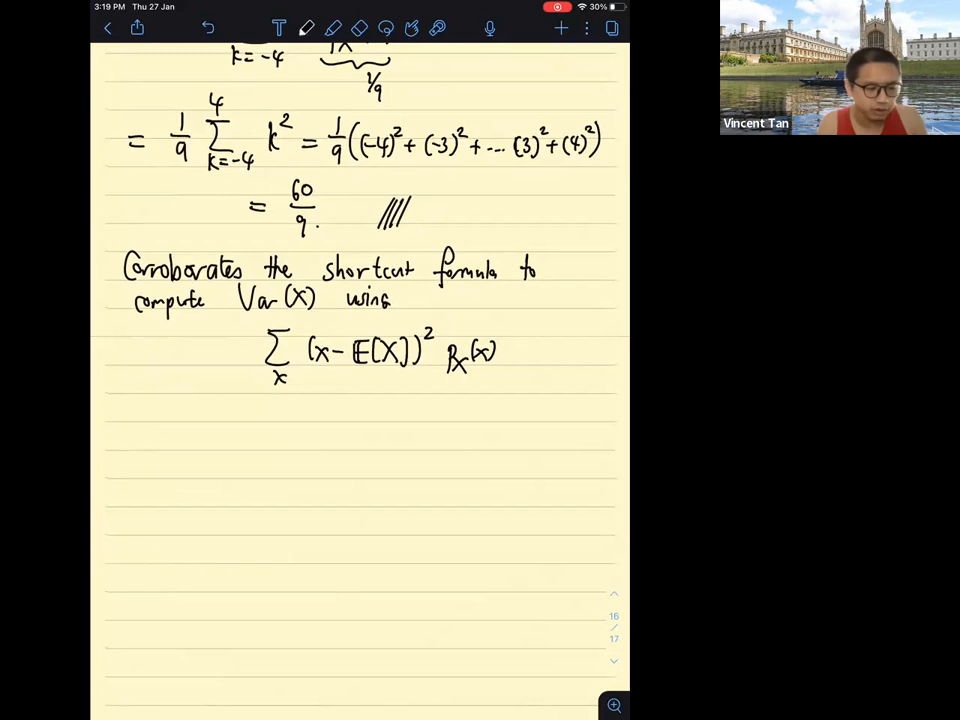 3:19 PM Thu 27 Jan
30%
k=-4
1/9
= 1/9 ∑_{k=-4}^{4} k² = 1/9 ((-4)² + (-3)² + ... (3)² + (4)²)
= 60/9.
Corroborates the shortcut formula to
compute Var(X) using
∑_x (x - E[X])² p_X(x)
16
/
17
Vincent Tan